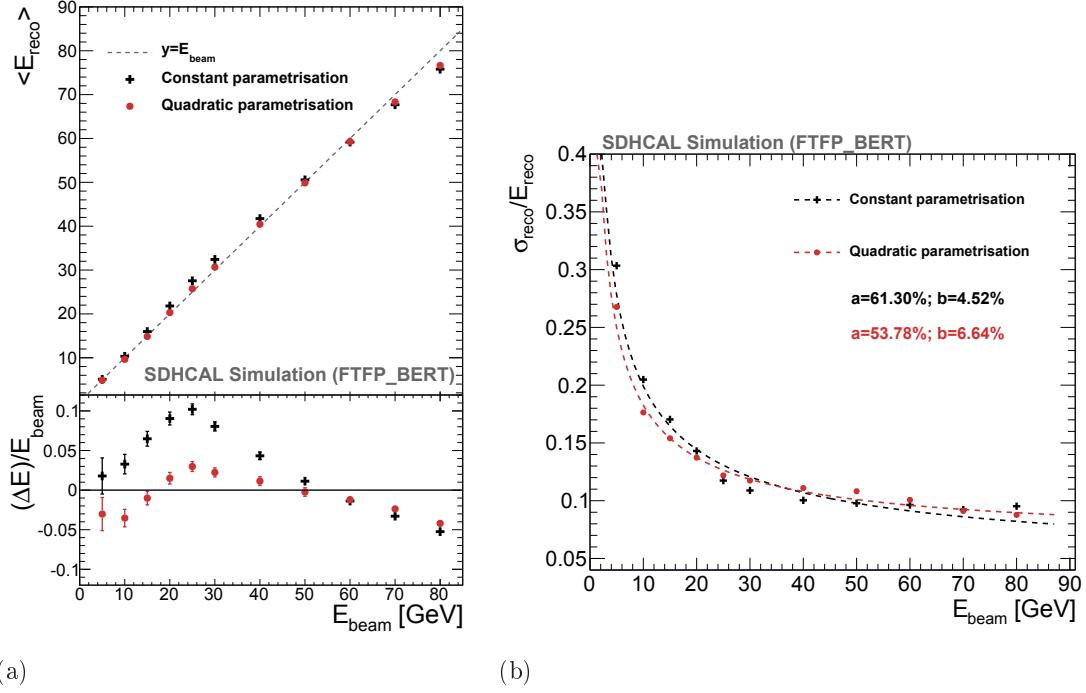 90
80
70
60
50
40
30
20
10
<E_reco>
y=E_beam
Constant parametrisation
Quadratic parametrisation
SDHCAL Simulation (FTFP_BERT)
0.1
0.05
0
-0.05
-0.1
(ΔE)/E_beam
0 10 20 30 40 50 60 70 80
E_beam [GeV]
(a)
SDHCAL Simulation (FTFP_BERT)
0.4
0.35
0.3
0.25
0.2
0.15
0.1
0.05
σ_reco/E_reco
Constant parametrisation
Quadratic parametrisation
a=61.30%; b=4.52%
a=53.78%; b=6.64%
0 10 20 30 40 50 60 70 80 90
E_beam [GeV]
(b)